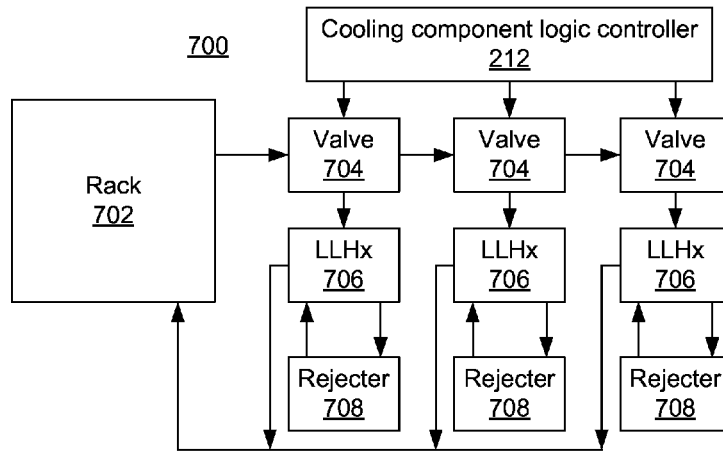 700
Cooling component logic controller
212
Rack
702
Valve
704
Valve
704
Valve
704
LLHx
706
LLHx
706
LLHx
706
Rejecter
708
Rejecter
708
Rejecter
708